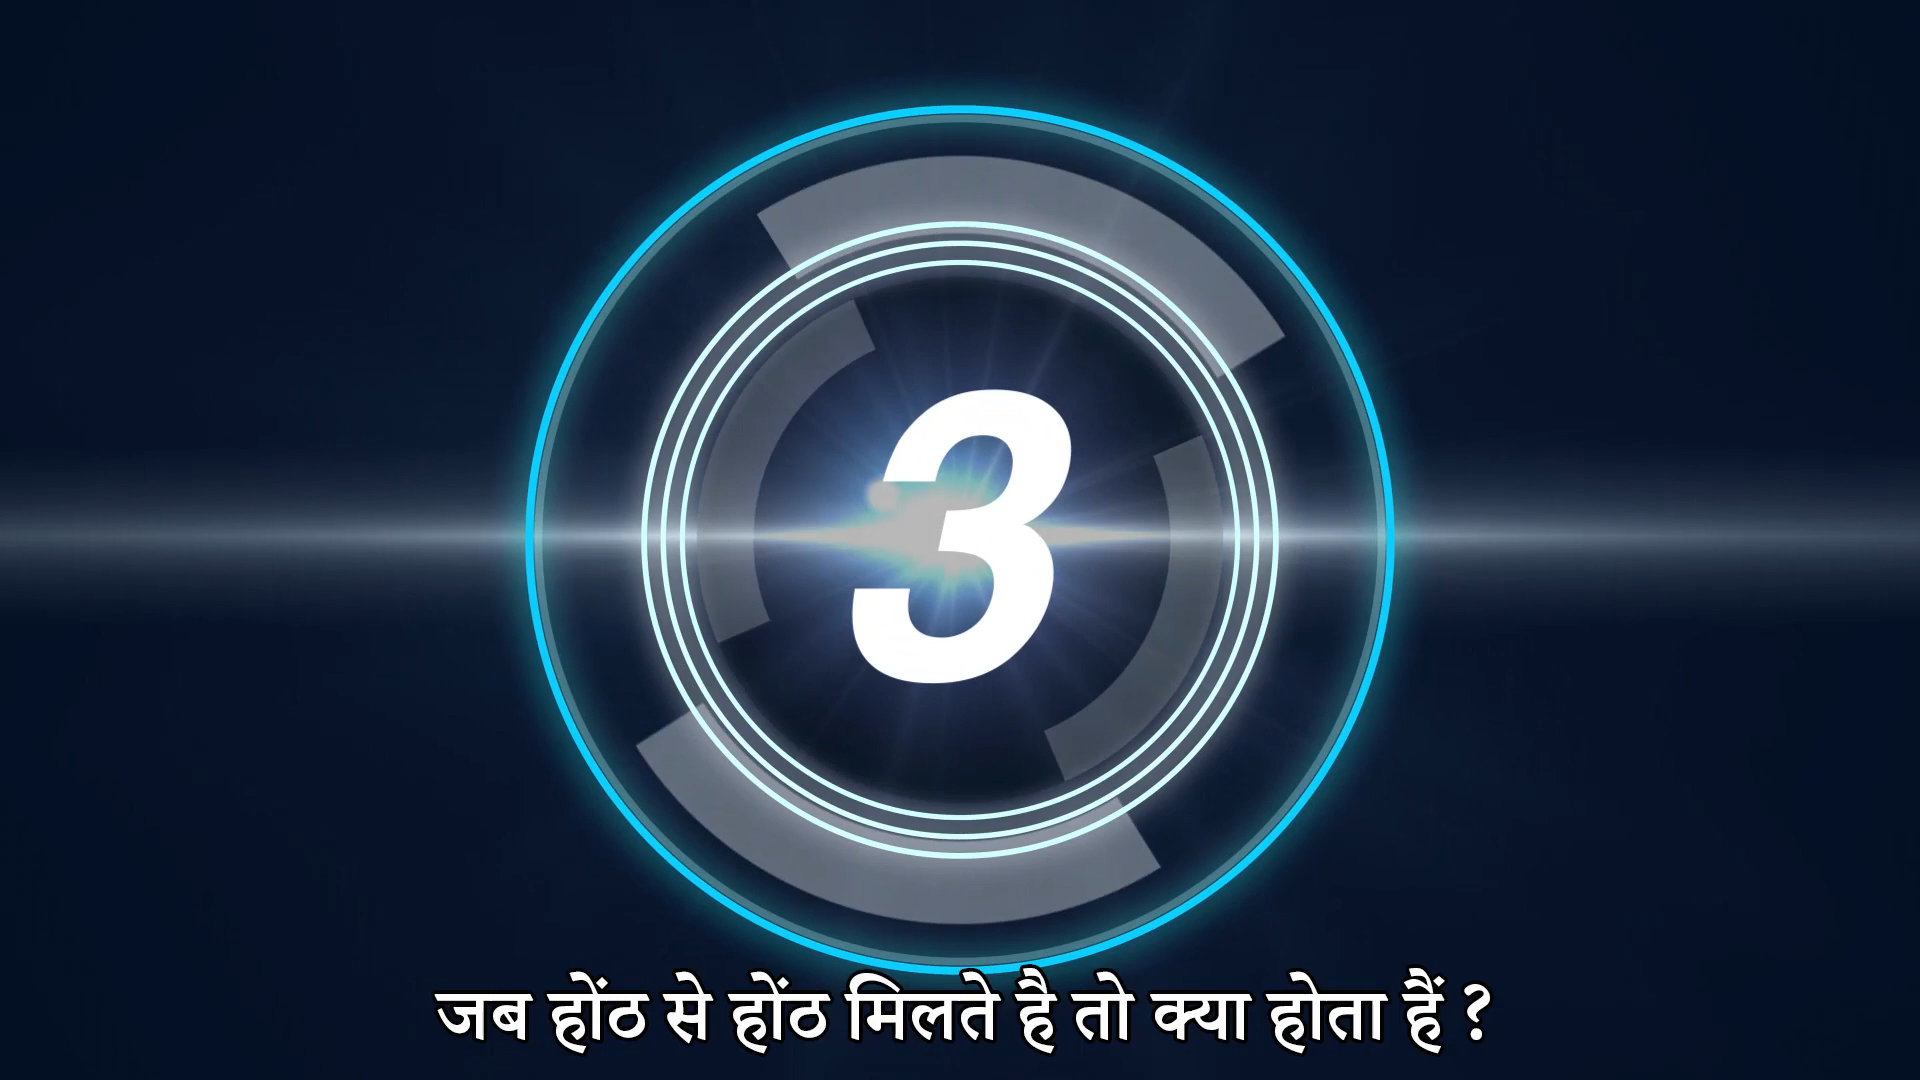 3
जब होंठ से होंठ मिलते है तो क्या होता हैं ?